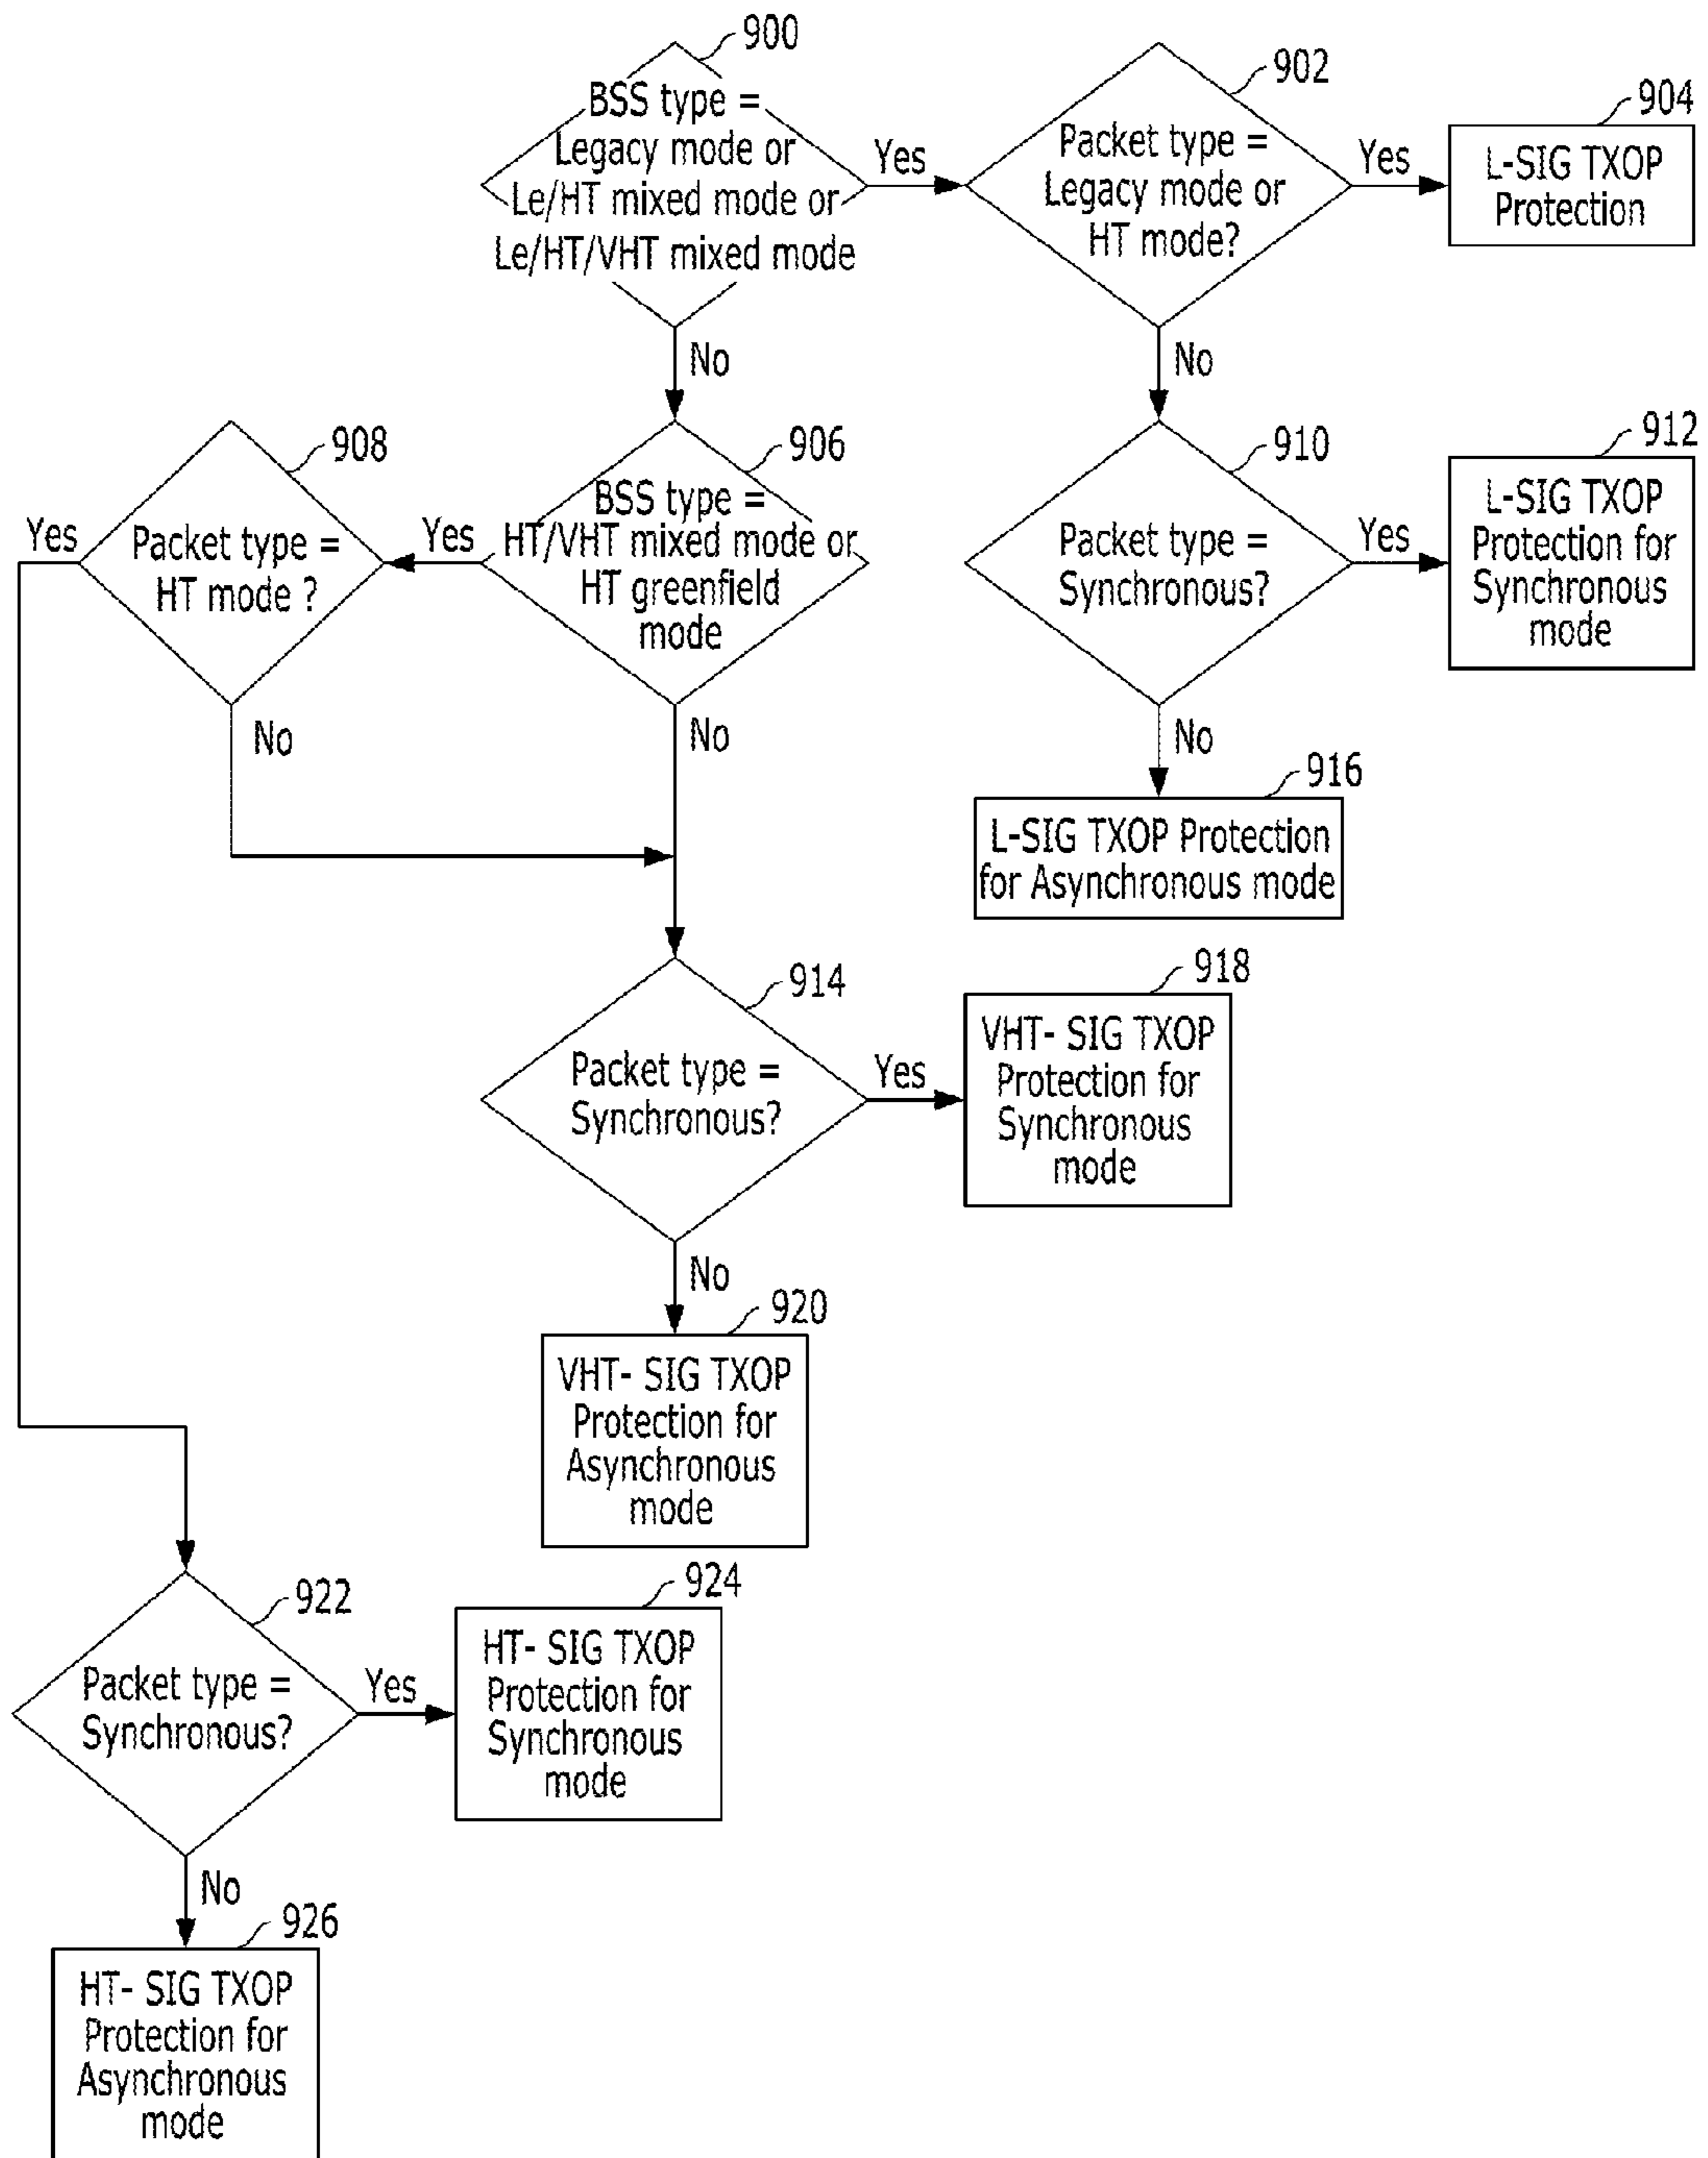 900
BSS type =
Legacy mode or
Le/HT mixed mode or
Le/HT/VHT mixed mode
Yes
902
Packet type =
Legacy mode or
HT mode?
Yes
904
L-SIG TXOP
Protection
No
No
908
Packet type =
HT mode ?
Yes
Yes
906
BSS type =
HT/VHT mixed mode or
HT greenfield
mode
910
Packet type =
Synchronous?
Yes
912
L-SIG TXOP
Protection for
Synchronous
mode
No
No
No
916
L-SIG TXOP Protection
for Asynchronous mode
914
Packet type =
Synchronous?
Yes
918
VHT- SIG TXOP
Protection for
Synchronous
mode
No
920
VHT- SIG TXOP
Protection for
Asynchronous
mode
922
Packet type =
Synchronous?
Yes
924
HT- SIG TXOP
Protection for
Synchronous
mode
No
926
HT- SIG TXOP
Protection for
Asynchronous
mode